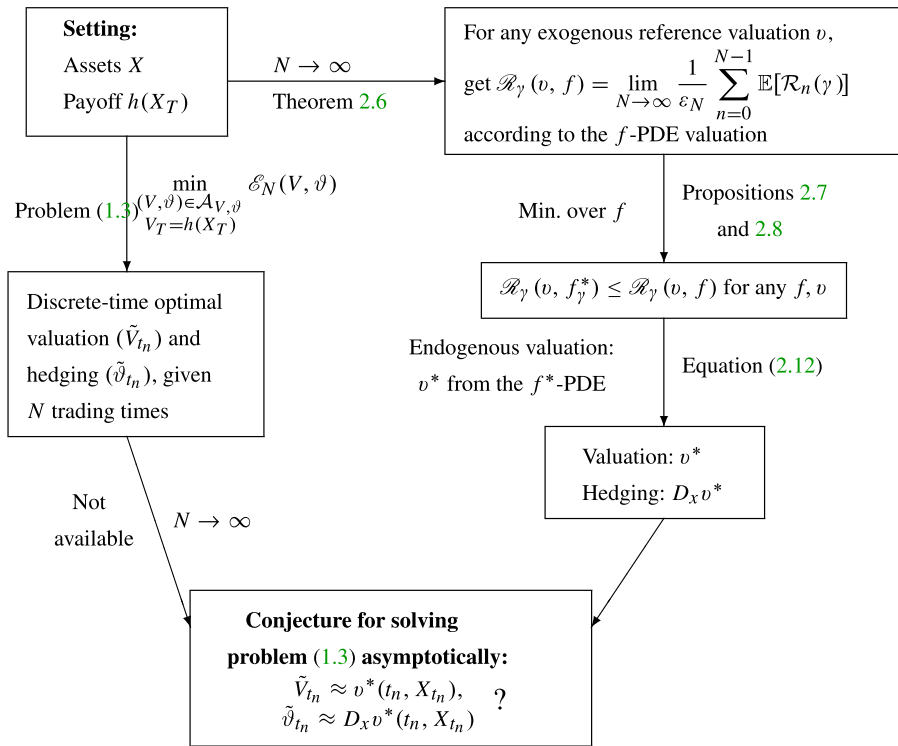 Setting:
Assets X
Payoff h(X_T)
N → ∞
Theorem 2.6
For any exogenous reference valuation v,
get ℛ_γ (v, f) = lim_{N→∞} 1/ε_N ∑_{n=0}^{N−1} 𝔼[ℛ_n(γ)]
according to the f-PDE valuation
Problem (1.3)
min_{(V,ϑ)∈𝒜_{V,ϑ}, V_T=h(X_T)} ℰ_N(V, ϑ)
Min. over f
Propositions 2.7
and 2.8
Discrete-time optimal
valuation (Ṽ_{t_n}) and
hedging (ϑ̃_{t_n}), given
N trading times
ℛ_γ (v, f_γ^*) ≤ ℛ_γ (v, f) for any f, v
Endogenous valuation:
v^* from the f^*-PDE
Equation (2.12)
Valuation: v^*
Hedging: D_x v^*
Not
available
N → ∞
Conjecture for solving
problem (1.3) asymptotically:
Ṽ_{t_n} ≈ v^*(t_n, X_{t_n}),
ϑ̃_{t_n} ≈ D_x v^*(t_n, X_{t_n})
?